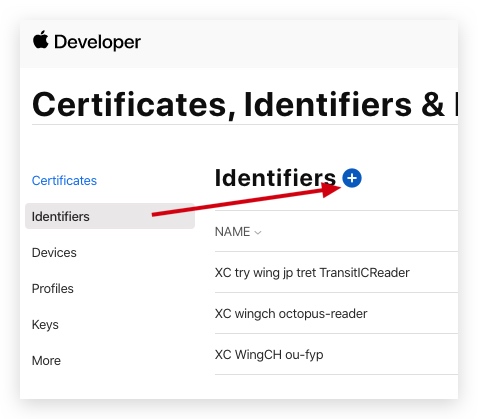 Developer
Certificates, Identifiers &
Certificates
Identifiers
Devices
Profiles
Keys
More
Identifiers
NAME
XC try wing jp tret TransitICReader
XC wingch octopus-reader
XC WingCH ou-fyp